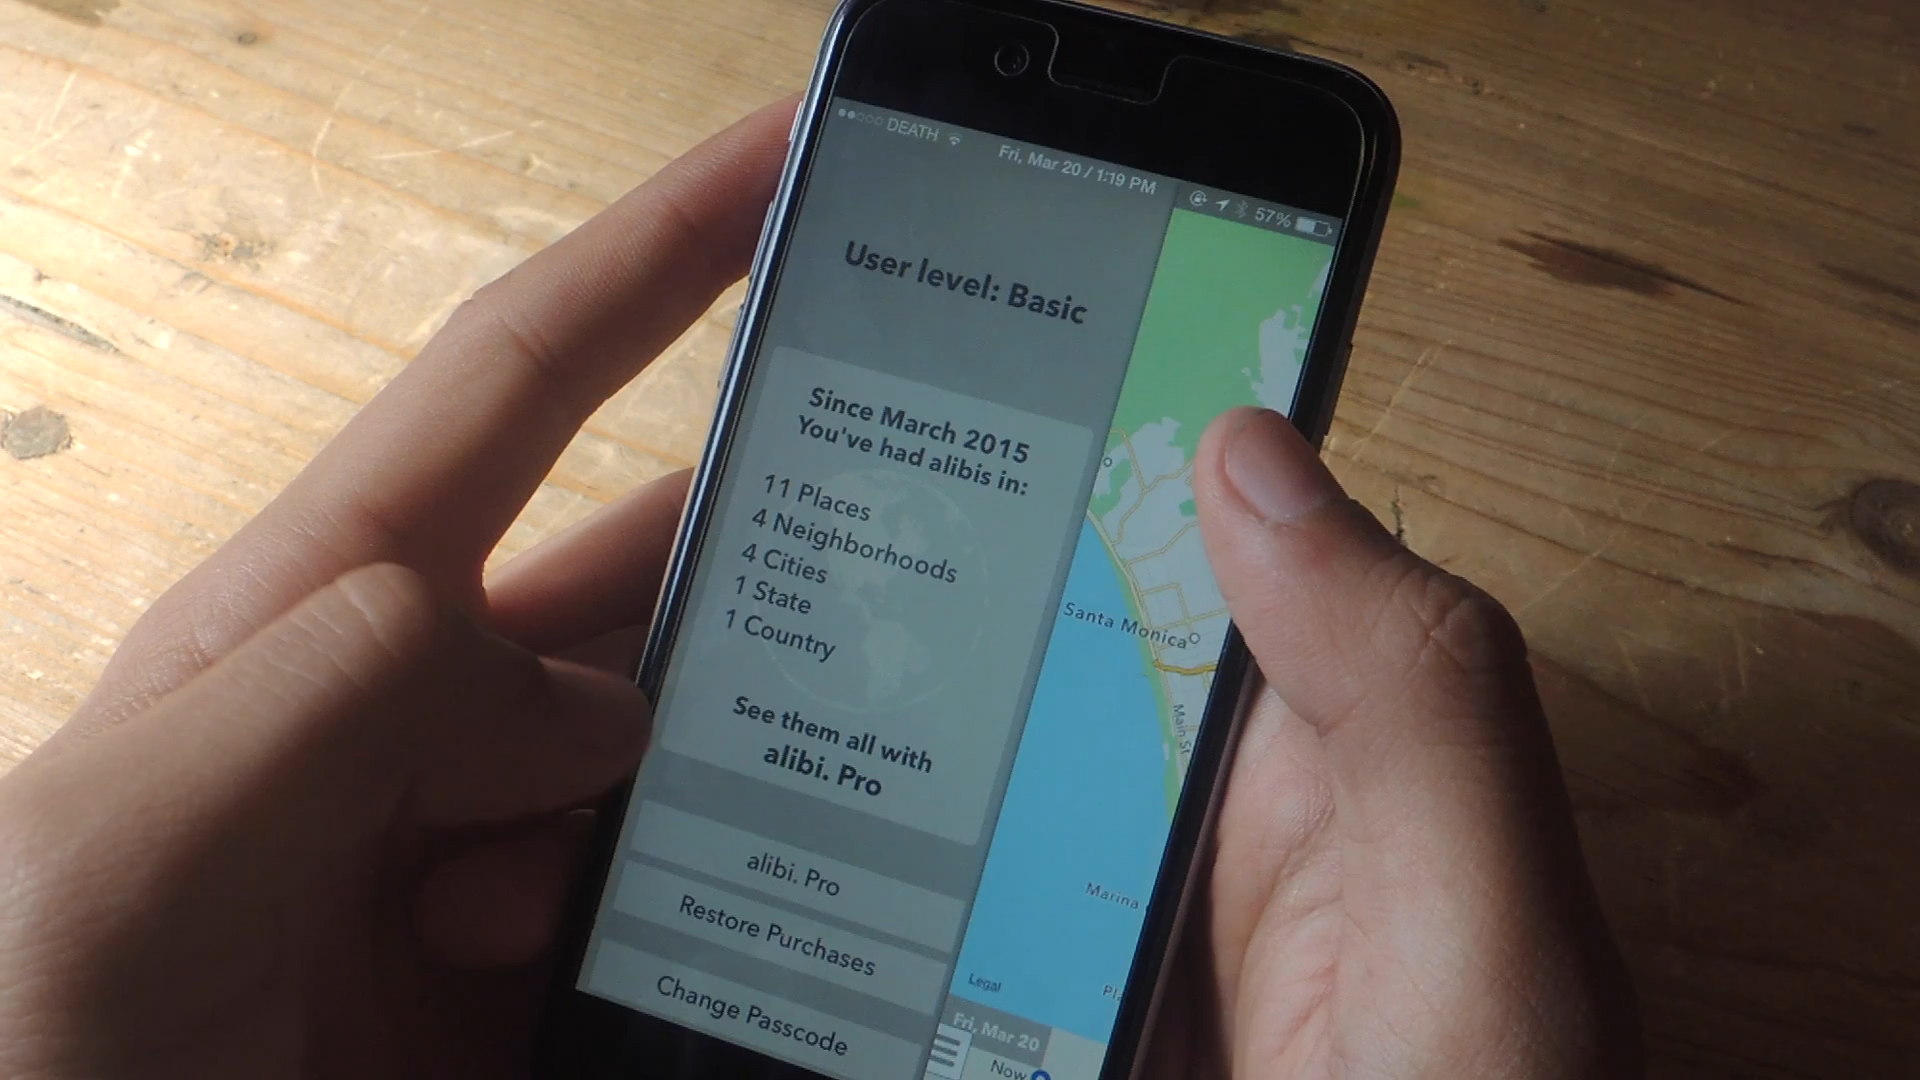 DEATH
Fri, Mar 20 / 1:19 PM
57%
User level: Basic
Since March 2015
You've had alibis in:
11 Places
4 Neighborhoods
4 Cities
1 State
1 Country
See them all with
alibi. Pro
alibi. Pro
Restore Purchases
Change Passcode
Santa Monica
Main St
Marina
Legal
Fri, Mar 20
Now